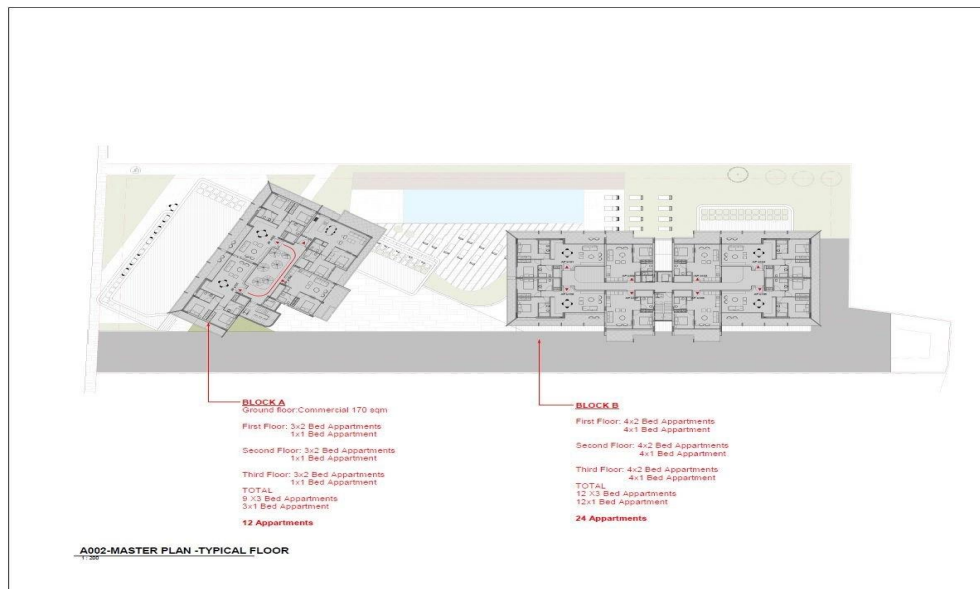 BLOCK A
Ground floor:Commercial 170 sqm
First Floor: 3x2 Bed Appartments
1x1 Bed Appartment
Second Floor: 3x2 Bed Appartments
1x1 Bed Appartment
Third Floor: 3x2 Bed Appartments
1x1 Bed Appartment
TOTAL
9 X3 Bed Appartments
3x1 Bed Appartment
12 Appartments
BLOCK B
First Floor: 4x2 Bed Appartments
4x1 Bed Appartment
Second Floor: 4x2 Bed Appartments
4x1 Bed Appartment
Third Floor: 4x2 Bed Appartments
4x1 Bed Appartment
TOTAL
12 X3 Bed Appartments
12x1 Bed Appartment
24 Appartments
A002-MASTER PLAN -TYPICAL FLOOR
1 : 200